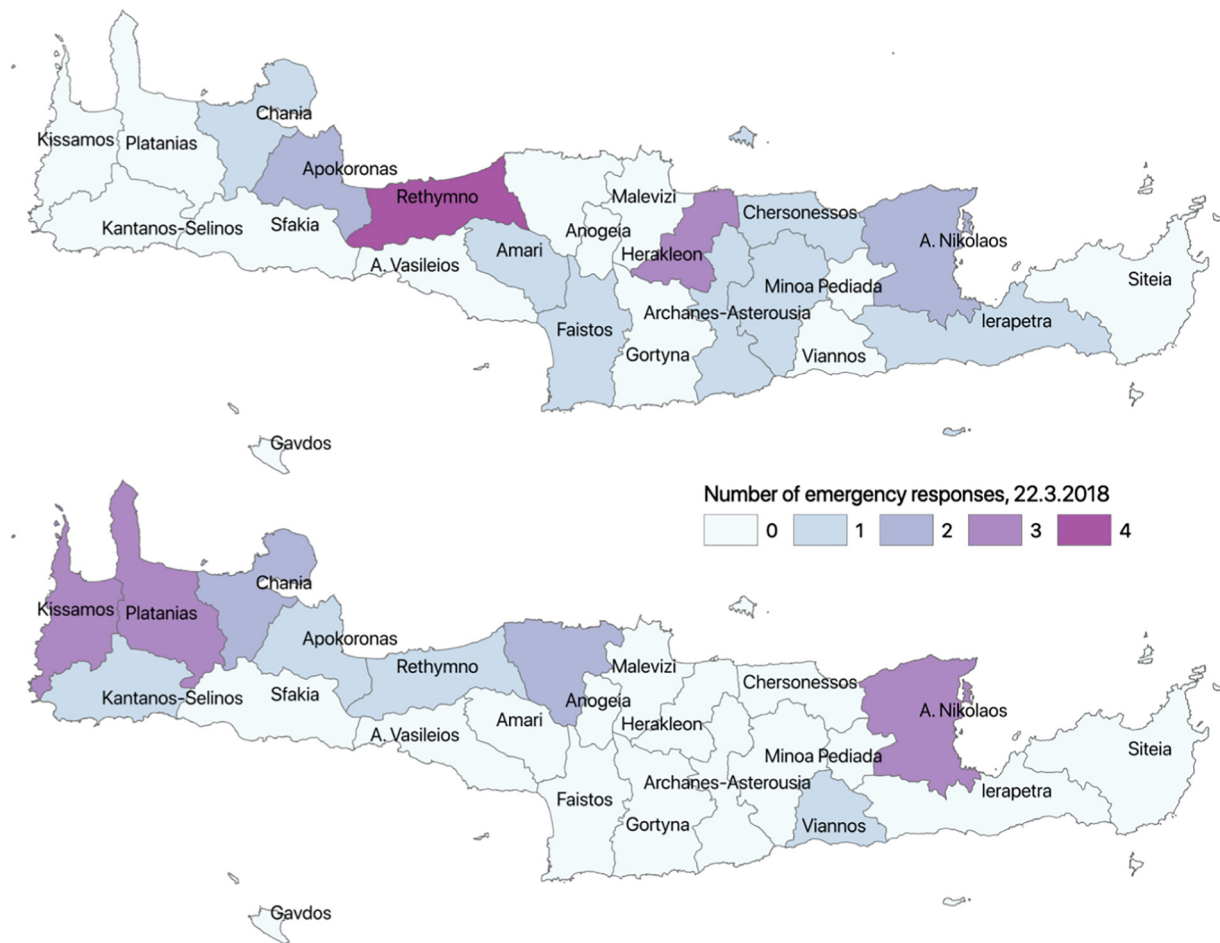 Chania
Kissamos
Platanias
Apokoronas
Rethymno
Malevizi
Chersonessos
Kantanos-Selinos
Sfakia
Anogeia
A. Nikolaos
Amari
Herakleon
A. Vasileios
Siteia
Minoa Pediada
Archanes-Asterousia
Ierapetra
Faistos
Gortyna
Viannos
Gavdos
Number of emergency responses, 22.3.2018
0 1 2 3 4
Chania
Kissamos
Platanias
Apokoronas
Rethymno
Malevizi
Chersonessos
Kantanos-Selinos
Sfakia
Anogeia
A. Nikolaos
Amari
Herakleon
A. Vasileios
Siteia
Minoa Pediada
Archanes-Asterousia
Ierapetra
Faistos
Gortyna
Viannos
Gavdos